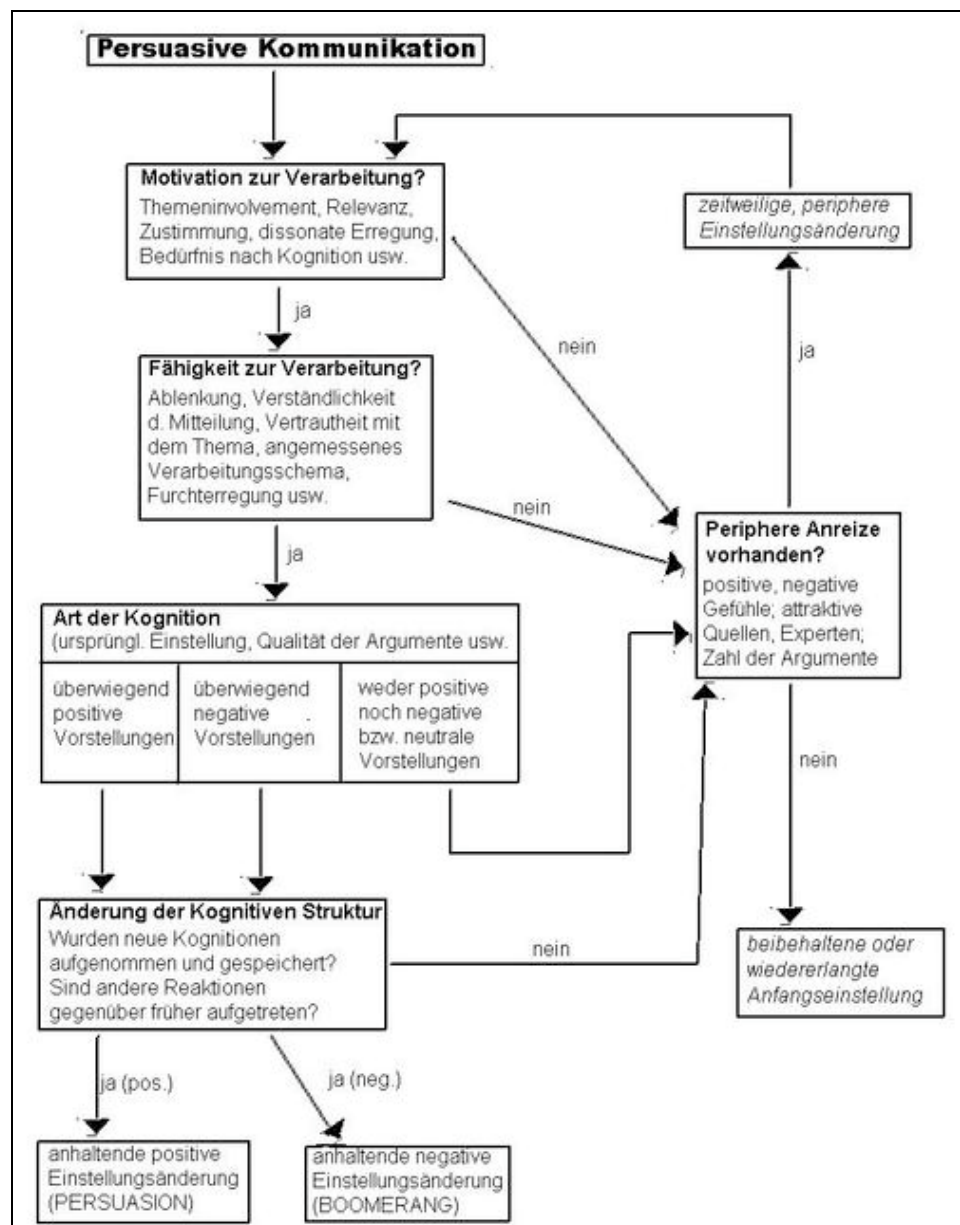 Persuasive Kommunikation
Motivation zur Verarbeitung?
Themeninvolvement, Relevanz,
Zustimmung, dissonate Erregung,
Bedürfnis nach Kognition usw.
zeitweilige, periphere
Einstellungsänderung
ja
nein
ja
Fähigkeit zur Verarbeitung?
Ablenkung, Verständlichkeit
d. Mitteilung, Vertrautheit mit
dem Thema, angemessenes
Verarbeitungsschema,
Furchterregung usw.
nein
Periphere Anreize
vorhanden?
positive, negative
Gefühle; attraktive
Quellen, Experten;
Zahl der Argumente
ja
Art der Kognition
(ursprüngl. Einstellung, Qualität der Argumente usw.
überwiegend
positive
Vorstellungen
überwiegend
negative
Vorstellungen
weder positive
noch negative
bzw. neutrale
Vorstellungen
nein
Änderung der Kognitiven Struktur
Wurden neue Kognitionen
aufgenommen und gespeichert?
Sind andere Reaktionen
gegenüber früher aufgetreten?
nein
beibehaltene oder
wiedererlangte
Anfangseinstellung
ja (pos.)
ja (neg.)
anhaltende positive
Einstellungsänderung
(PERSUASION)
anhaltende negative
Einstellungsänderung
(BOOMERANG)